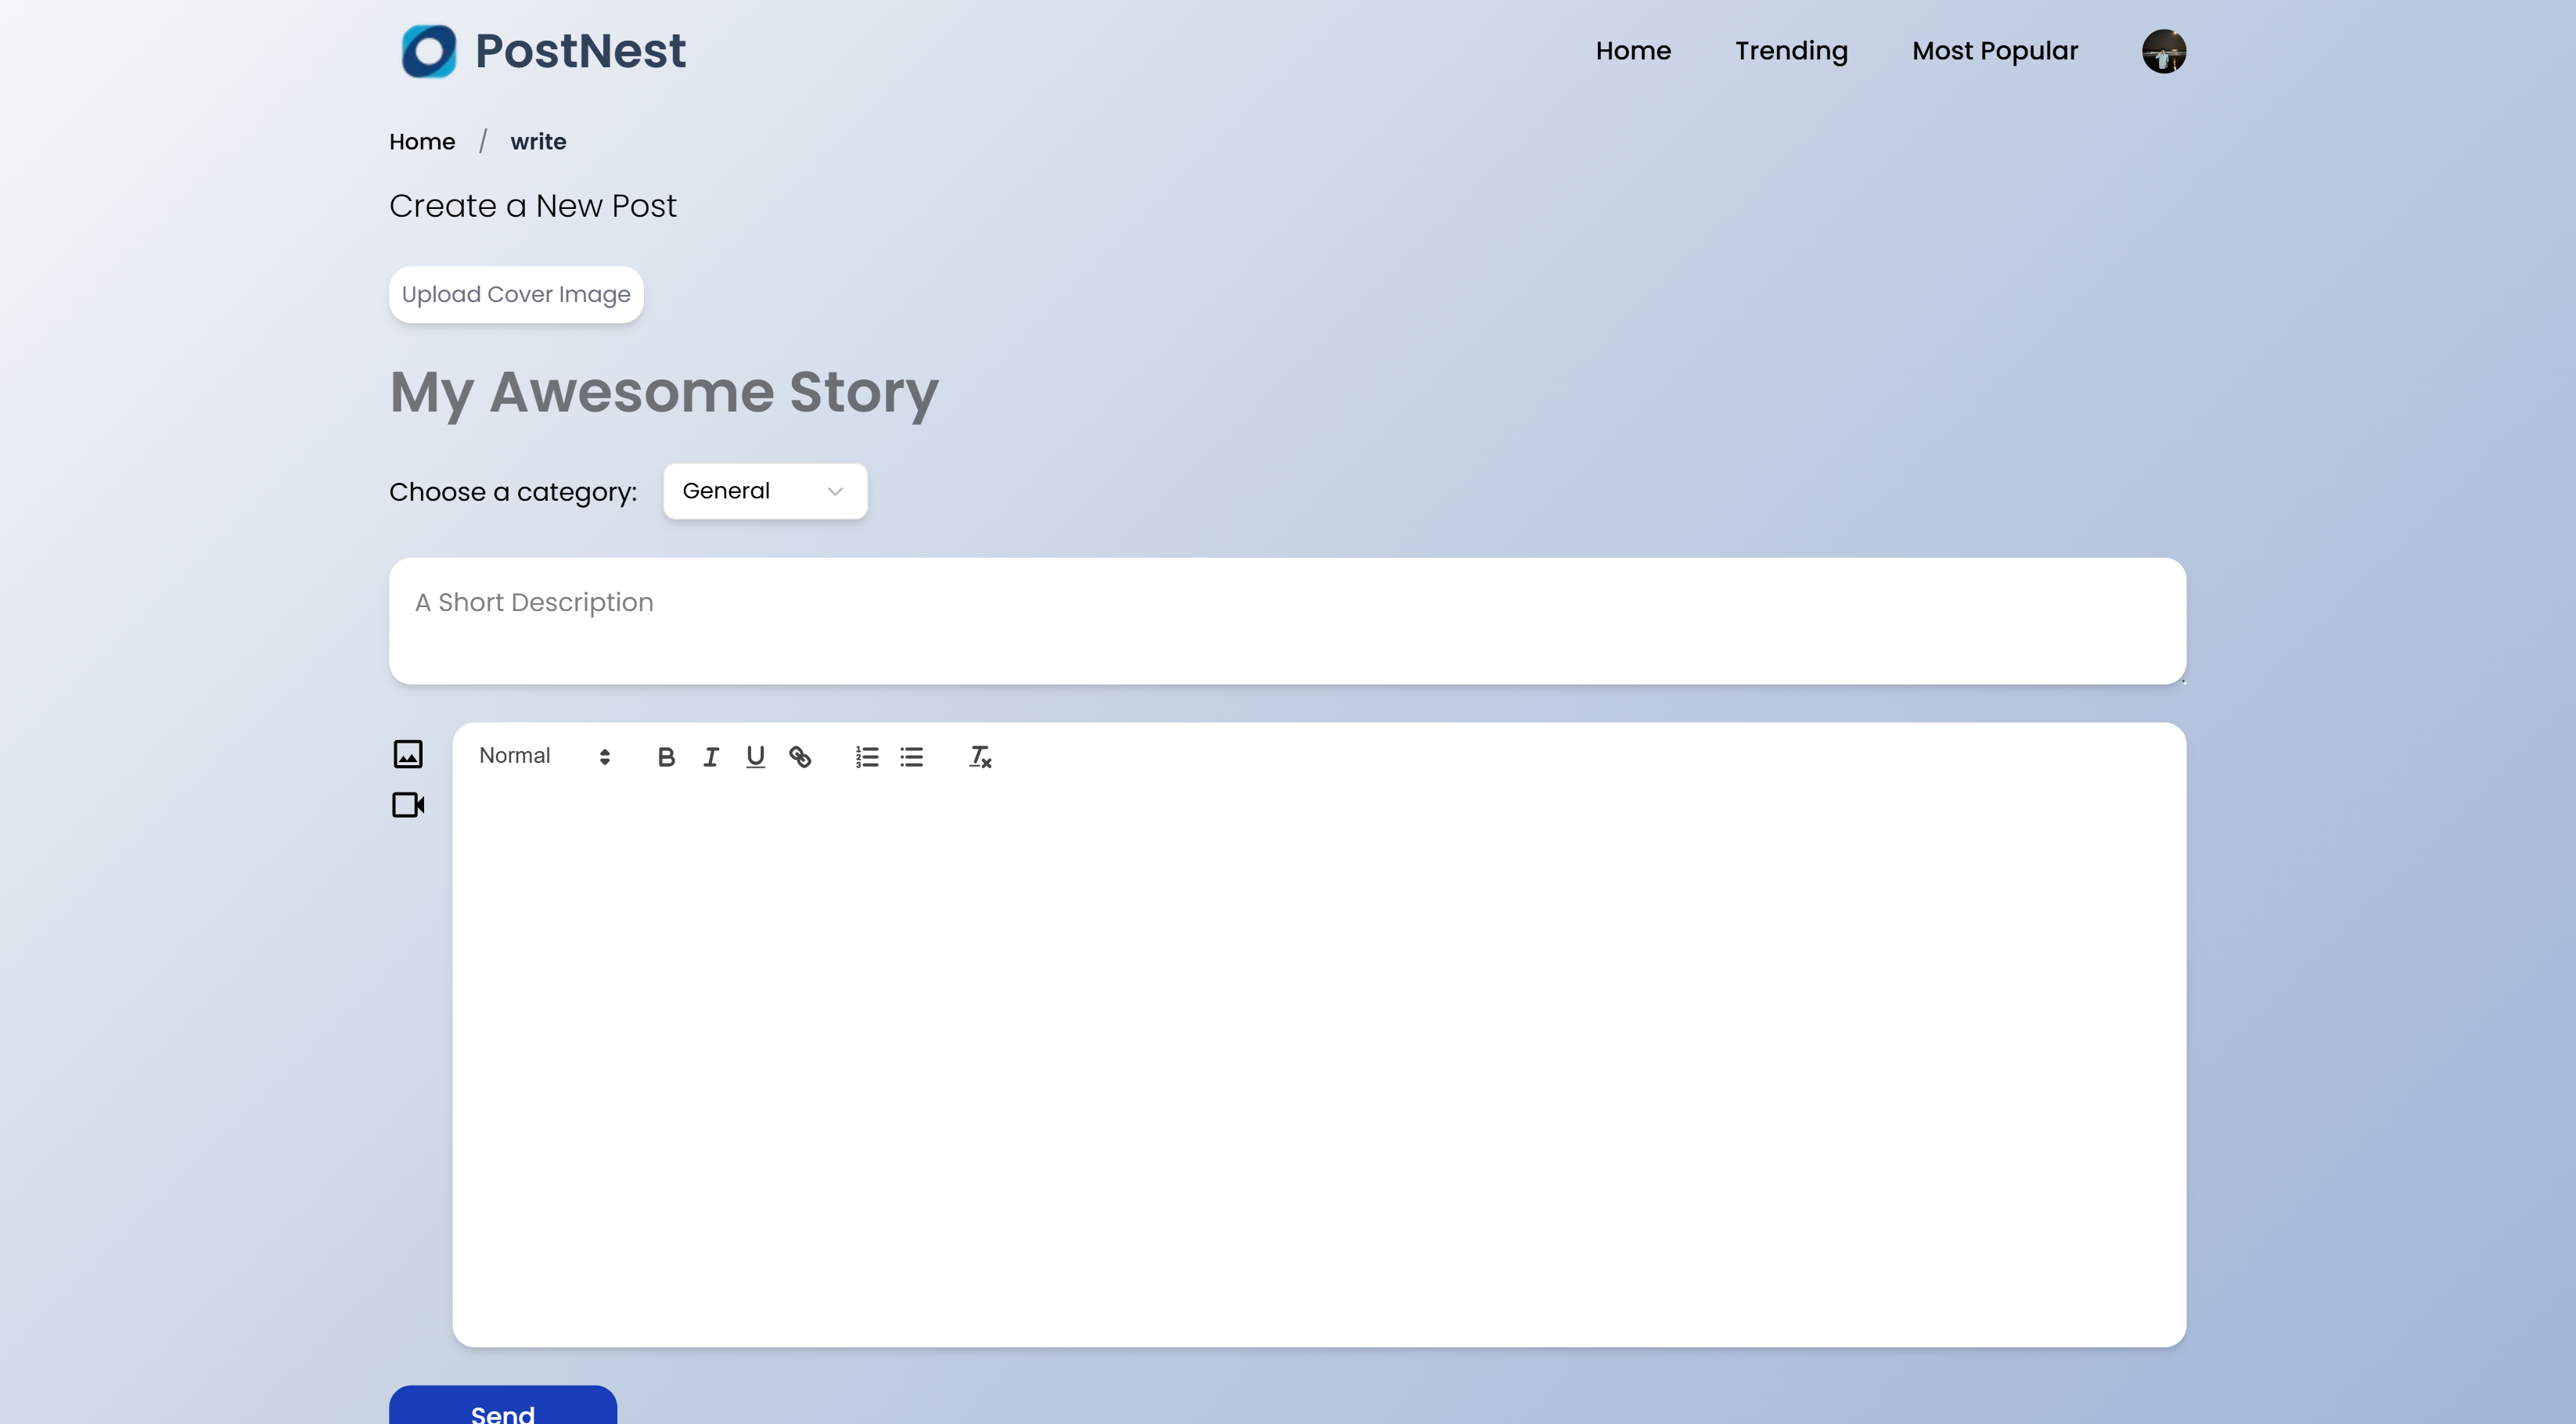 PostNest
Home Trending Most Popular
Home / write
Create a New Post
Upload Cover Image
My Awesome Story
Choose a category: General
A Short Description
Normal B I U
Send